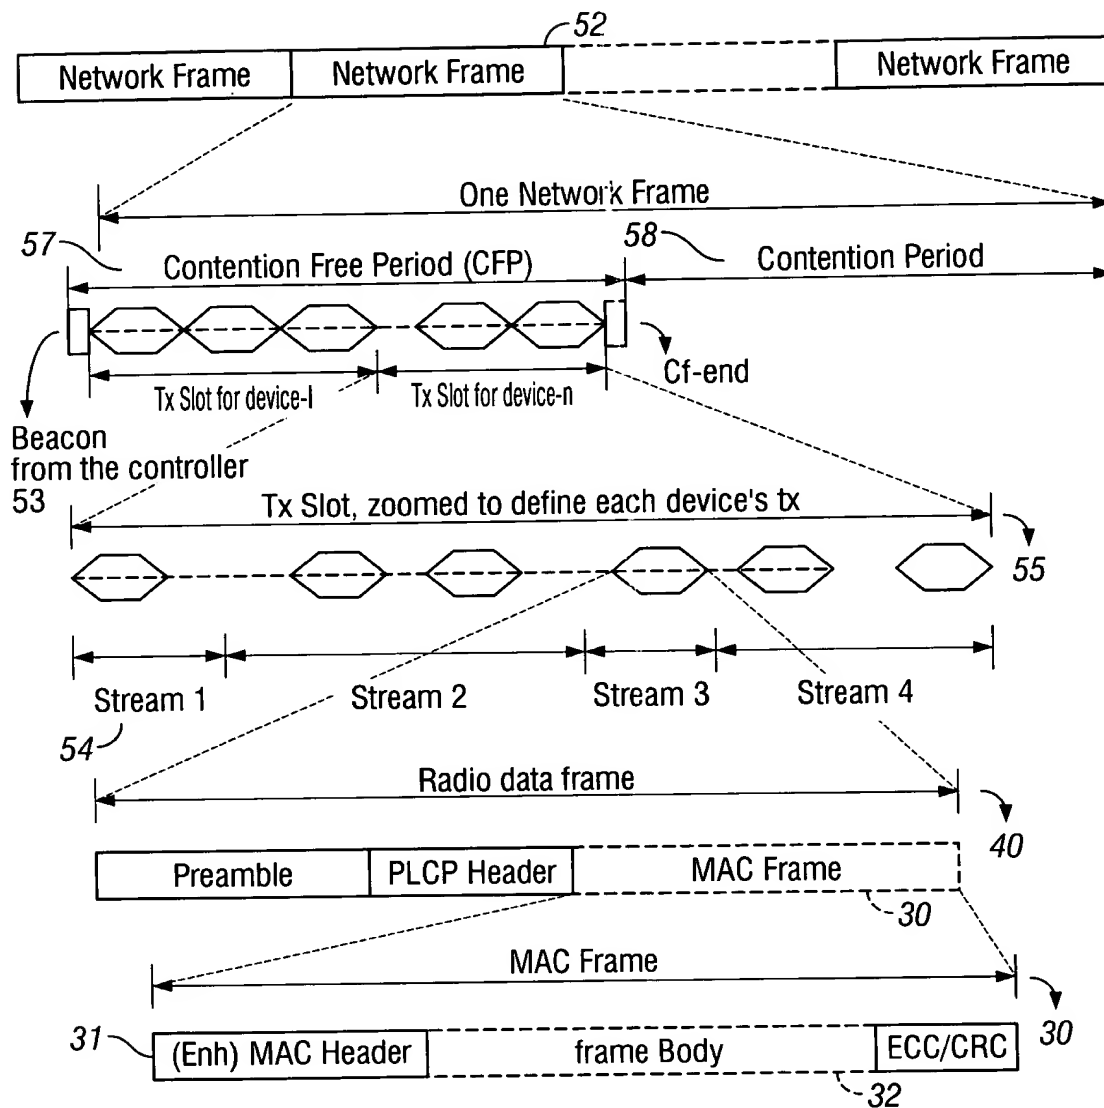 52
Network Frame
Network Frame
Network Frame
One Network Frame
57
58
Contention Free Period (CFP)
Contention Period
Cf-end
Tx Slot for device-l
Tx Slot for device-n
Beacon
from the controller
53
Tx Slot, zoomed to define each device's tx
55
Stream 1
Stream 2
Stream 3
Stream 4
54
Radio data frame
40
Preamble
PLCP Header
MAC Frame
30
MAC Frame
30
31
(Enh) MAC Header
frame Body
ECC/CRC
32